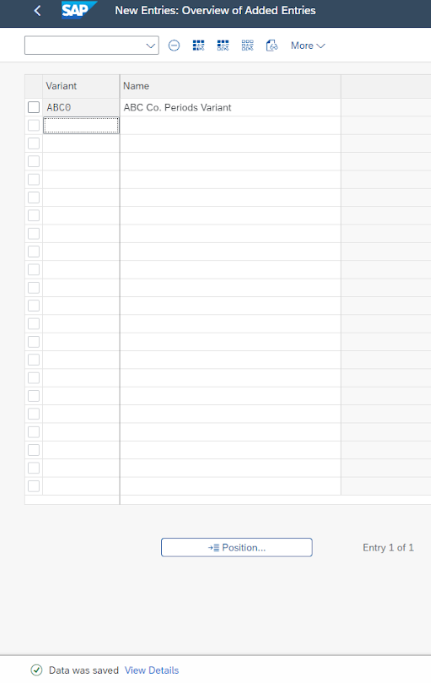 SAP New Entries: Overview of Added Entries
More
Variant Name
ABC0 ABC Co. Periods Variant
Position... Entry 1 of 1
Data was saved View Details